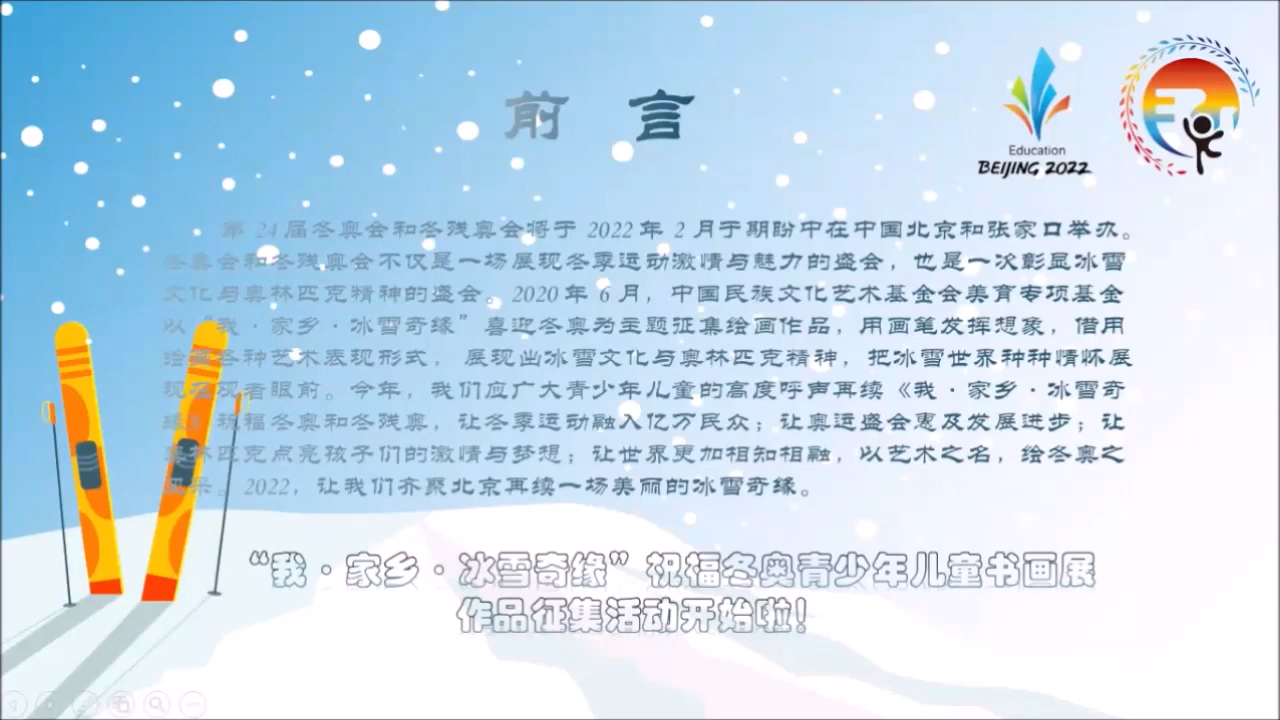 前 言
Education
BEIJING 2022
第 24 届冬奥会和冬残奥会将于 2022 年 2 月于期盼中在中国北京和张家口举办。
冬奥会和冬残奥会不仅是一场展现冬季运动激情与魅力的盛会，也是一次彰显冰雪
文化与奥林匹克精神的盛会。2020 年 6 月，中国民族文化艺术基金会美育专项基金
以“我·家乡·冰雪奇缘”喜迎冬奥为主题征集绘画作品，用画笔发挥想象，借用
绘画各种艺术表现形式，展现出冰雪文化与奥林匹克精神，把冰雪世界种种情怀展
现在观者眼前。今年，我们应广大青少年儿童的高度呼声再续《我·家乡·冰雪奇
缘》祝福冬奥和冬残奥，让冬季运动融入亿万民众；让奥运盛会惠及发展进步；让
奥林匹克点亮孩子们的激情与梦想；让世界更加相知相融，以艺术之名，绘冬奥之
风采。2022，让我们齐聚北京再续一场美丽的冰雪奇缘。
“我·家乡·冰雪奇缘”祝福冬奥青少年儿童书画展
作品征集活动开始啦！